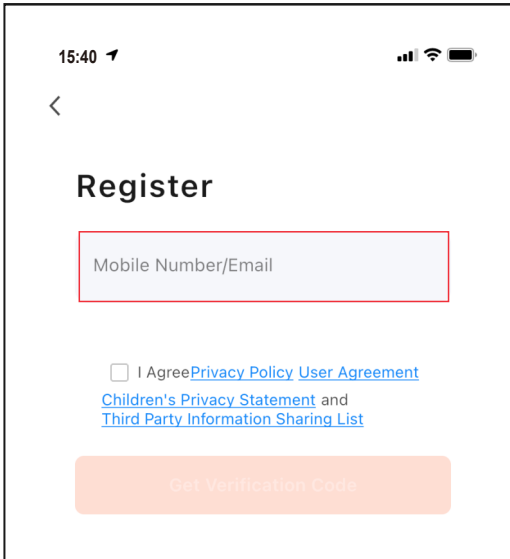 15:40
Register
Mobile Number/Email
I AgreePrivacy Policy User Agreement
Children's Privacy Statement and
Third Party Information Sharing List
Get Verification Code